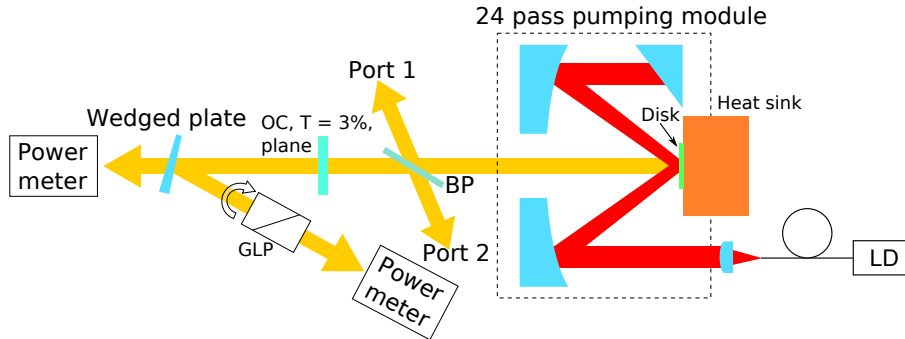 24 pass pumping module
Port 1
Wedged plate
OC, T = 3%,
plane
Disk
Heat sink
Power
meter
BP
GLP
Port 2
Power
meter
LD